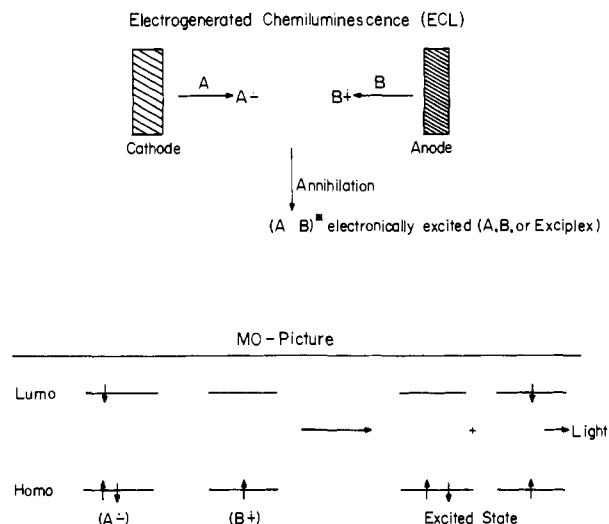 Electrogenerated Chemiluminescence (ECL)
A
A∸
B∔
B
Cathode
Anode
Annihilation
(A B)* electronically excited (A, B, or Exciplex)
MO-Picture
Lumo
+
Light
Homo
(A∸)
(B∔)
Excited State